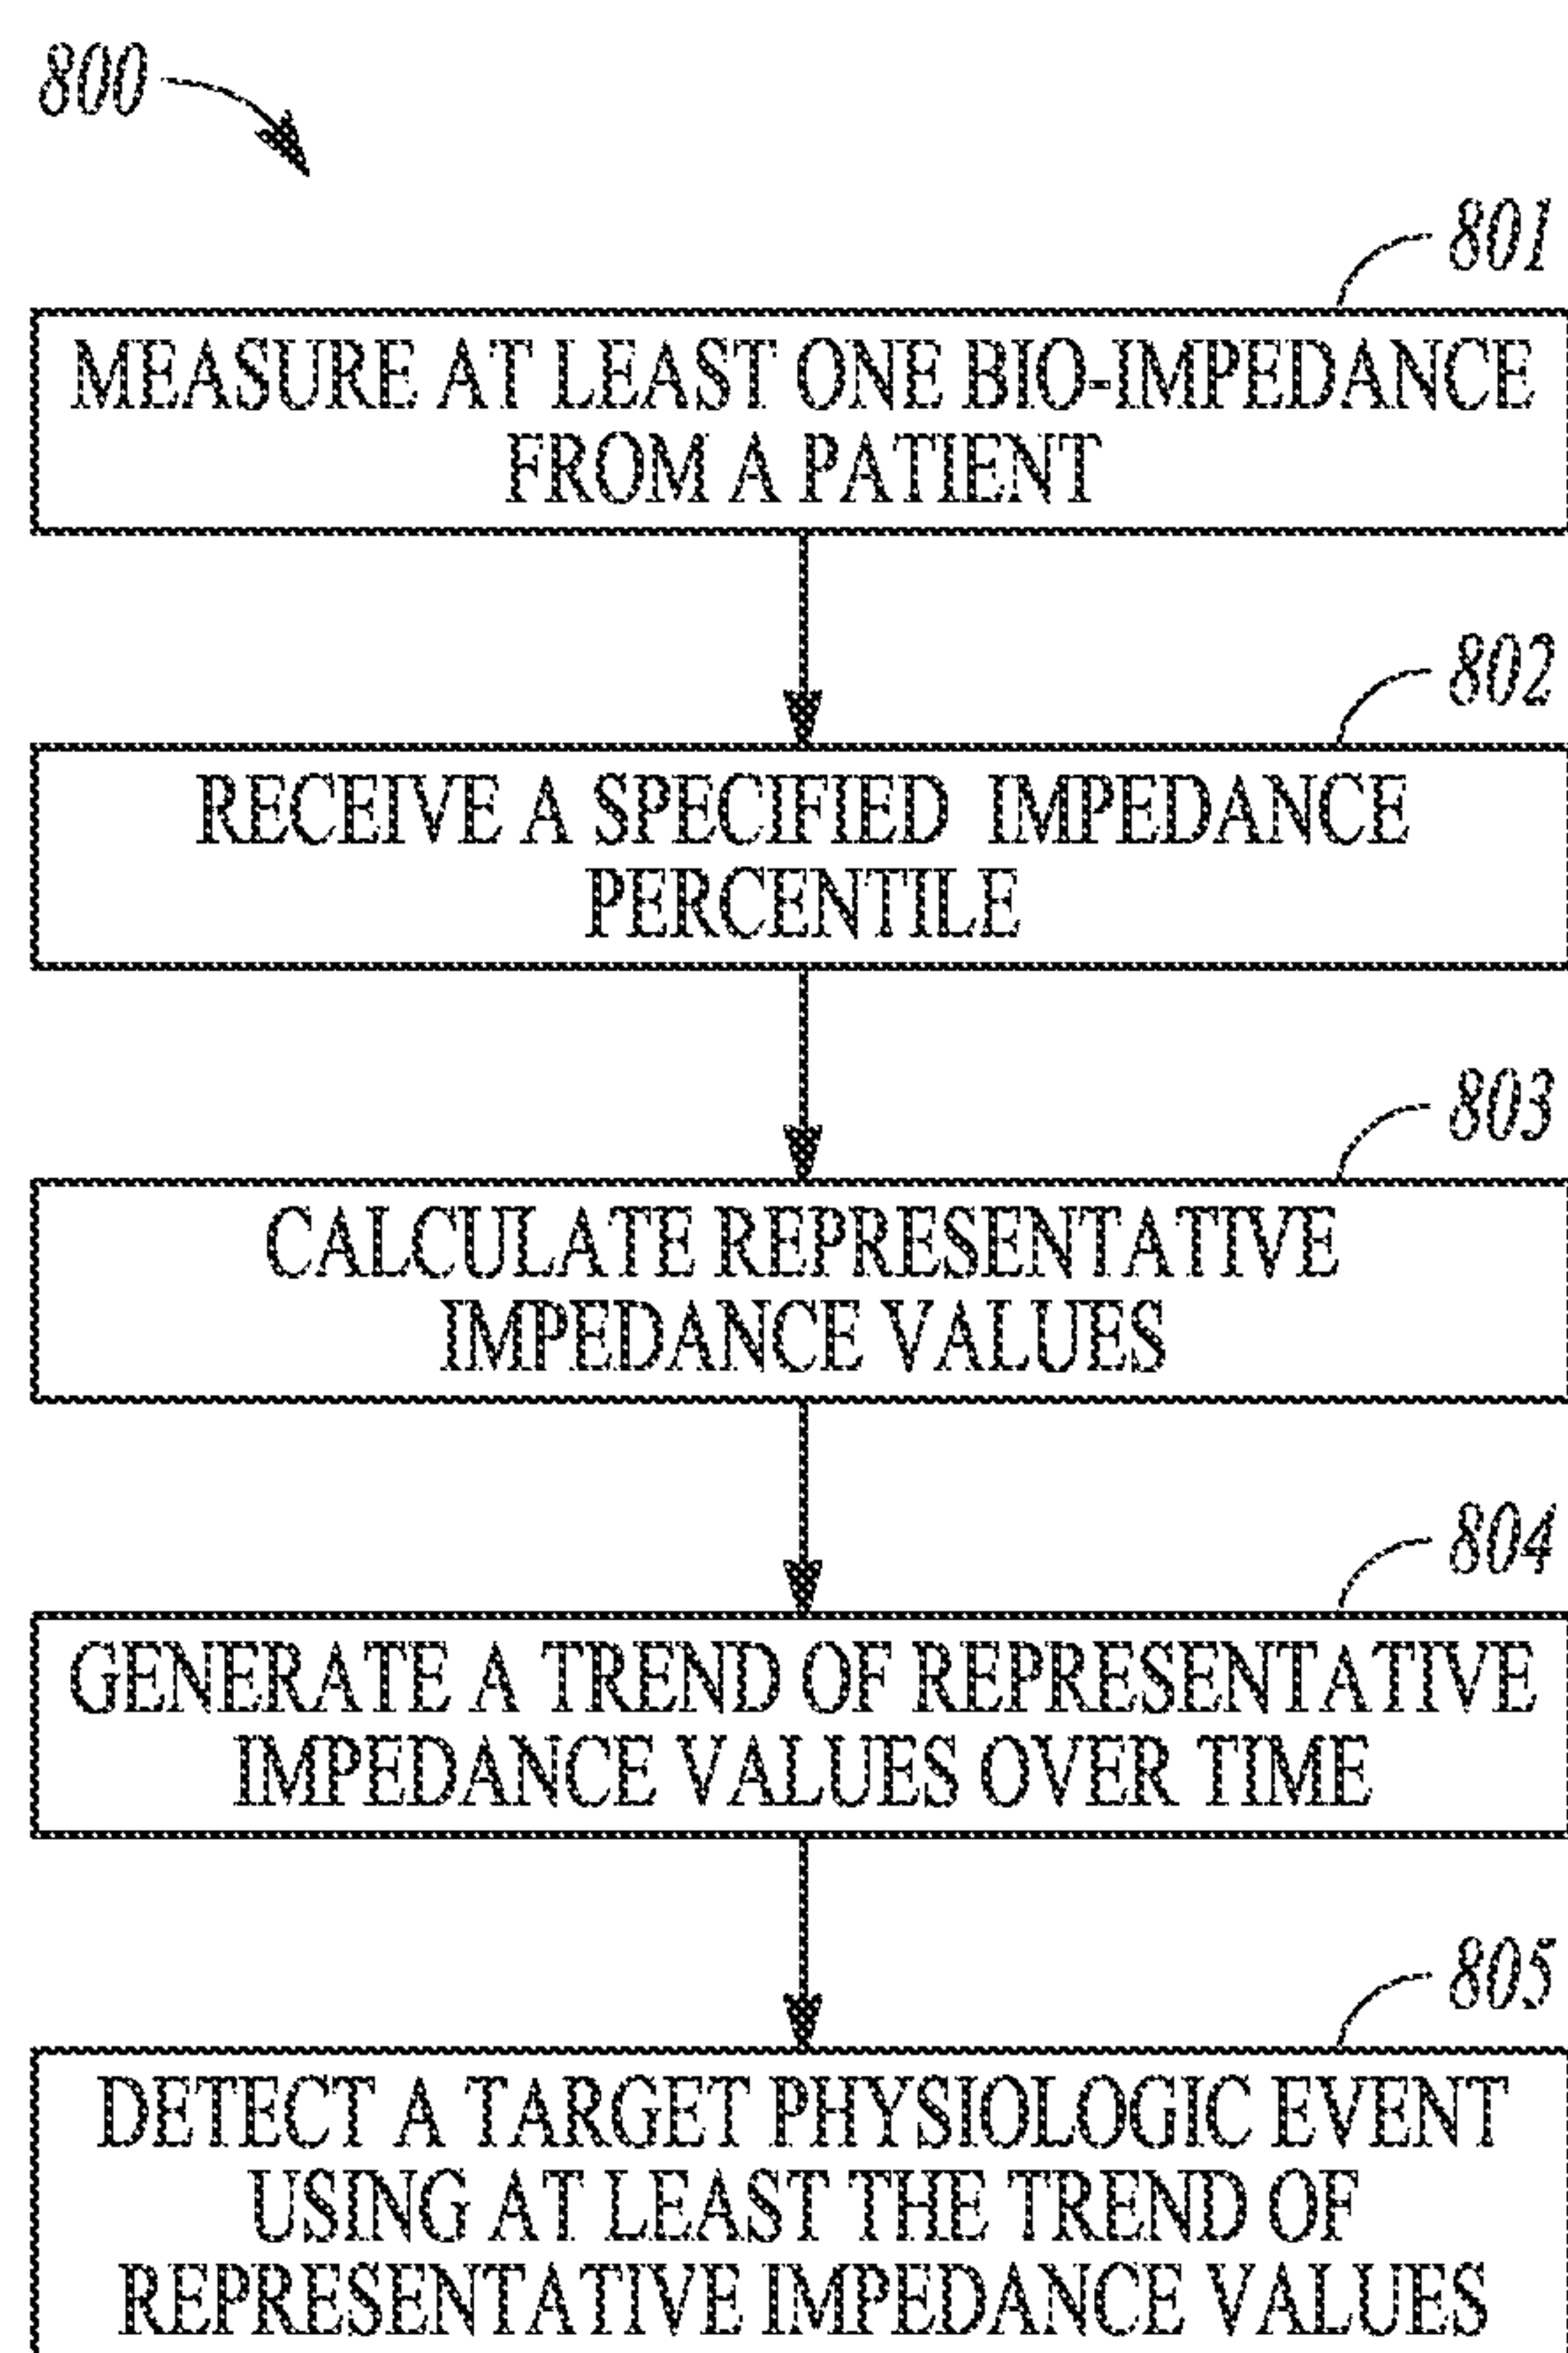 800
801
MEASURE AT LEAST ONE BIO-IMPEDANCE
FROM A PATIENT
802
RECEIVE A SPECIFIED IMPEDANCE
PERCENTILE
803
CALCULATE REPRESENTATIVE
IMPEDANCE VALUES
804
GENERATE A TREND OF REPRESENTATIVE
IMPEDANCE VALUES OVER TIME
805
DETECT A TARGET PHYSIOLOGIC EVENT
USING AT LEAST THE TREND OF
REPRESENTATIVE IMPEDANCE VALUES